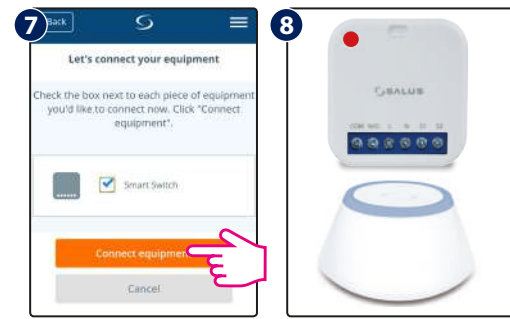 7
Back
Let's connect your equipment
Check the box next to each piece of equipment
you'd like to connect now. Click "Connect
equipment".
Smart Switch
Connect equipmen
Cancel
8
SALUS
COM N/O L N S1 S2